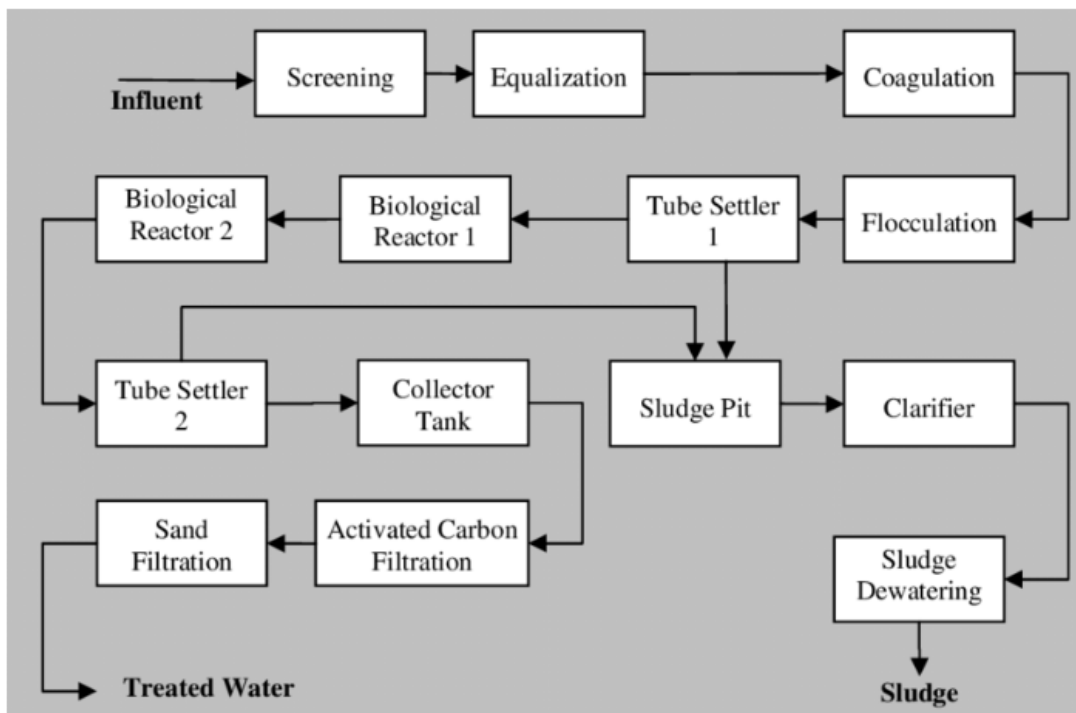 Influent
Screening
Equalization
Coagulation
Biological
Reactor 2
Biological
Reactor 1
Tube Settler
1
Flocculation
Tube Settler
2
Collector
Tank
Sludge Pit
Clarifier
Sand
Filtration
Activated Carbon
Filtration
Sludge
Dewatering
Treated Water
Sludge